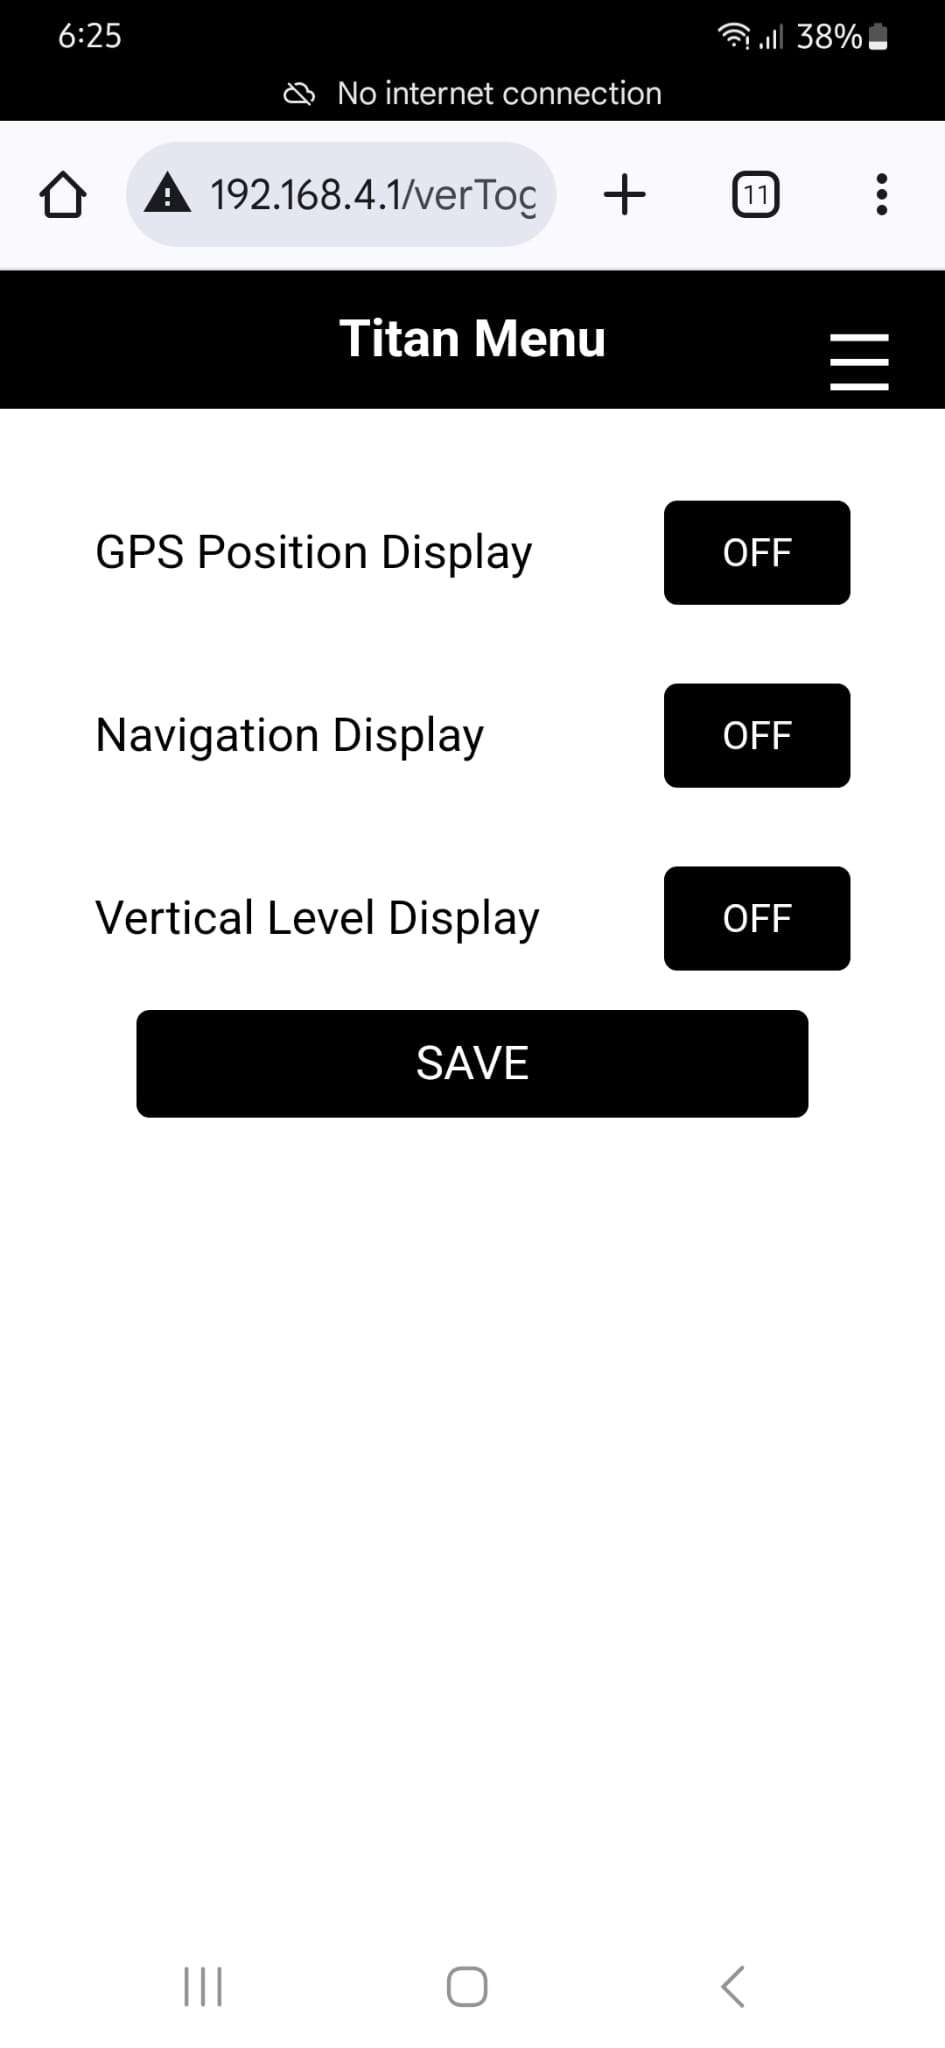 6:25
38%
No internet connection
192.168.4.1/verTog
11
Titan Menu
GPS Position Display
OFF
Navigation Display
OFF
Vertical Level Display
OFF
SAVE